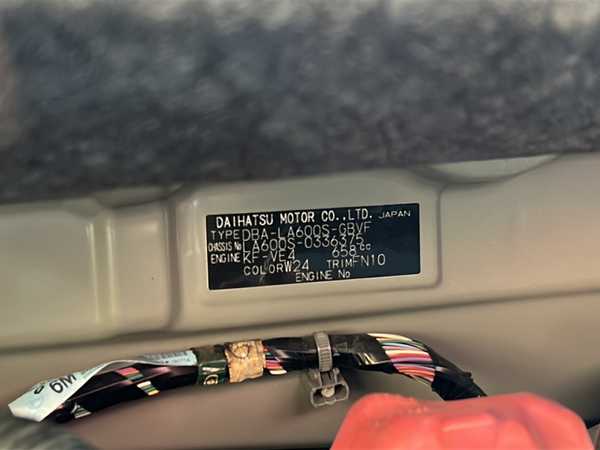 DAIHATSU MOTOR CO.,LTD. JAPAN
TYPE DBA-LA600S-GBVF
CHASSIS No LA600S-0336375
ENGINE KF-VE4 658cc
COLOR W24 TRIM FN10
ENGINE No